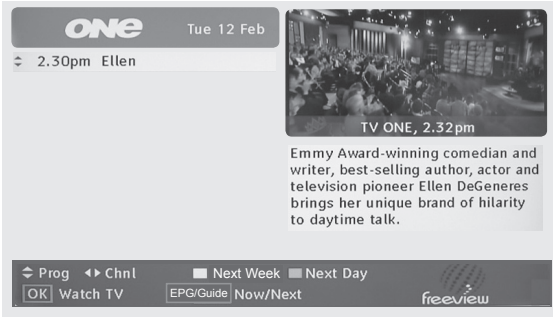 ONE Tue 12 Feb
2.30pm Ellen
TV ONE, 2.32pm
Emmy Award-winning comedian and
writer, best-selling author, actor and
television pioneer Ellen DeGeneres
brings her unique brand of hilarity
to daytime talk.
Prog Chnl Next Week Next Day
OK Watch TV EPG/Guide Now/Next
freeview